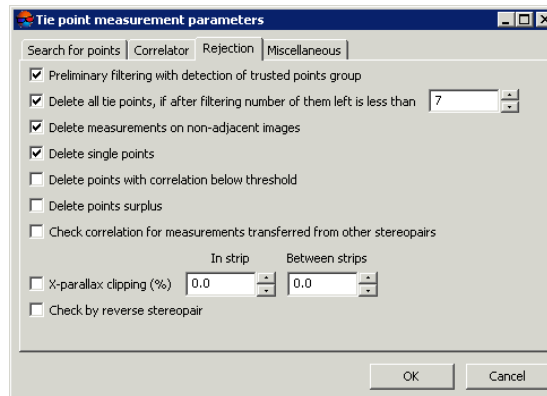 Tie point measurement parameters
Search for points Correlator Rejection Miscellaneous
Preliminary filtering with detection of trusted points group
Delete all tie points, if after filtering number of them left is less than 7
Delete measurements on non-adjacent images
Delete single points
Delete points with correlation below threshold
Delete points surplus
Check correlation for measurements transferred from other stereopairs
In strip Between strips
X-parallax clipping (%) 0.0 0.0
Check by reverse stereopair
OK Cancel